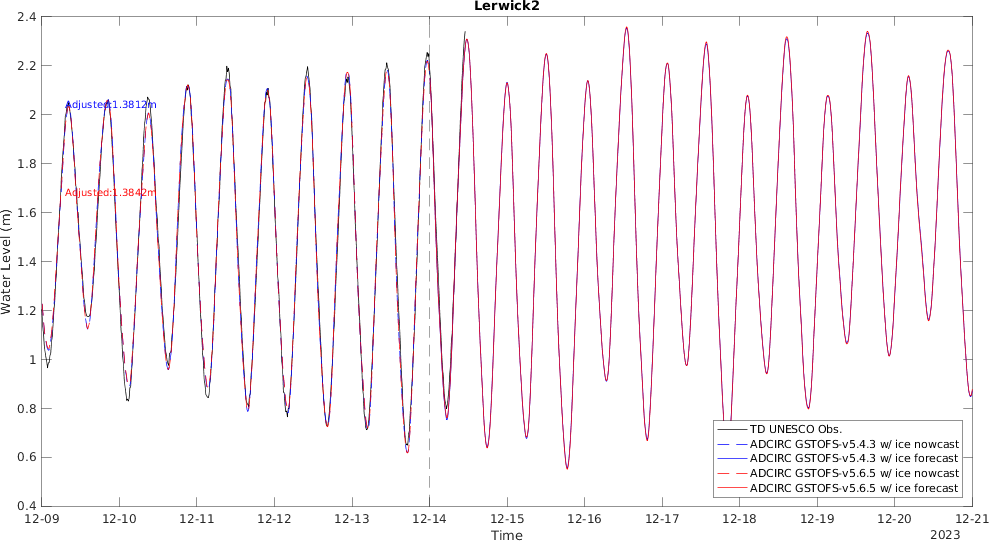 Lerwick2
2.4
2.2
2
1.8
1.6
1.4
1.2
1
0.8
0.6
0.4
Water Level (m)
Adjusted:1.3812m
Adjusted:1.3842m
TD UNESCO Obs.
ADCIRC GSTOFS-v5.4.3 w/ ice nowcast
ADCIRC GSTOFS-v5.4.3 w/ ice forecast
ADCIRC GSTOFS-v5.6.5 w/ ice nowcast
ADCIRC GSTOFS-v5.6.5 w/ ice forecast
12-09 12-10 12-11 12-12 12-13 12-14 12-15 12-16 12-17 12-18 12-19 12-20 12-21
Time
2023